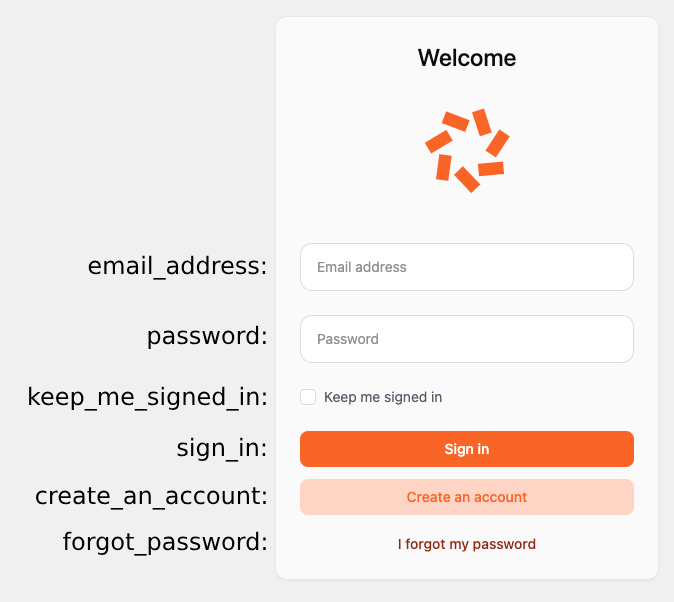 Welcome
email_address:
Email address
password:
Password
keep_me_signed_in:
Keep me signed in
sign_in:
Sign in
create_an_account:
Create an account
forgot_password:
I forgot my password